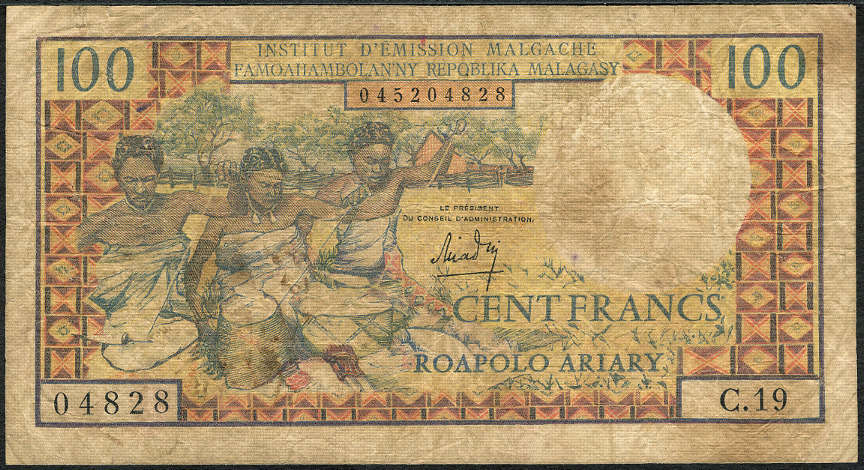 100
100
INSTITUT D'ÉMISSION MALGACHE
FAMOAHAMBOLAN'NY REPOBLIKA MALAGASY
045204828
LE PRÉSIDENT
DU CONSEIL D'ADMINISTRATION,
CENT FRANCS
ROAPOLO ARIARY
04828
C.19